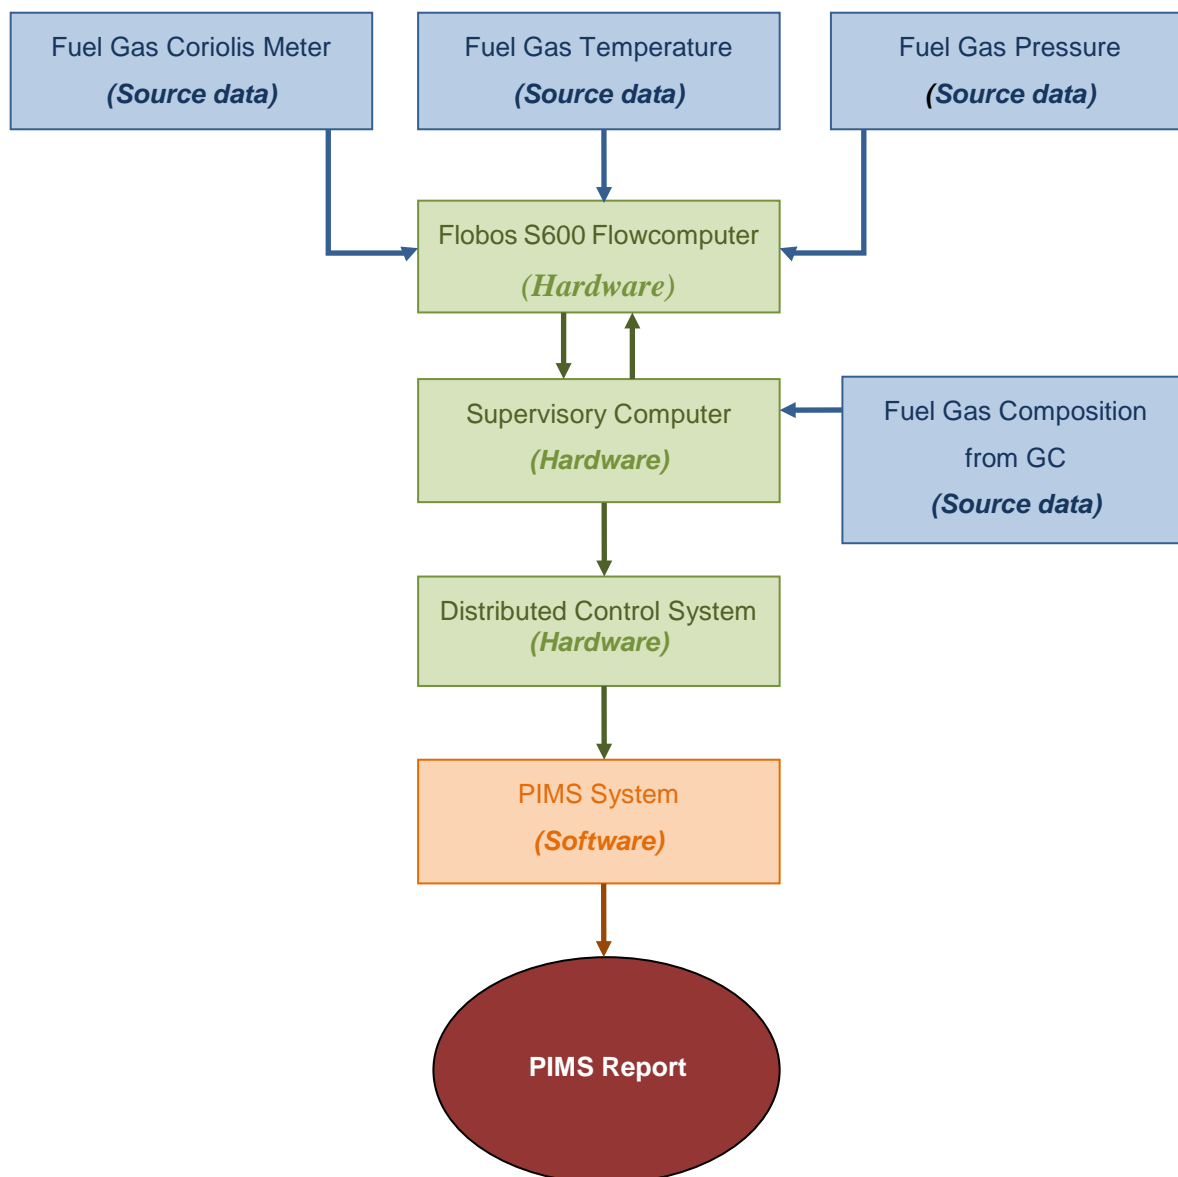 Fuel Gas Coriolis Meter
(Source data)
Fuel Gas Temperature
(Source data)
Fuel Gas Pressure
(Source data)
Flobos S600 Flowcomputer
(Hardware)
Supervisory Computer
(Hardware)
Fuel Gas Composition
from GC
(Source data)
Distributed Control System
(Hardware)
PIMS System
(Software)
PIMS Report